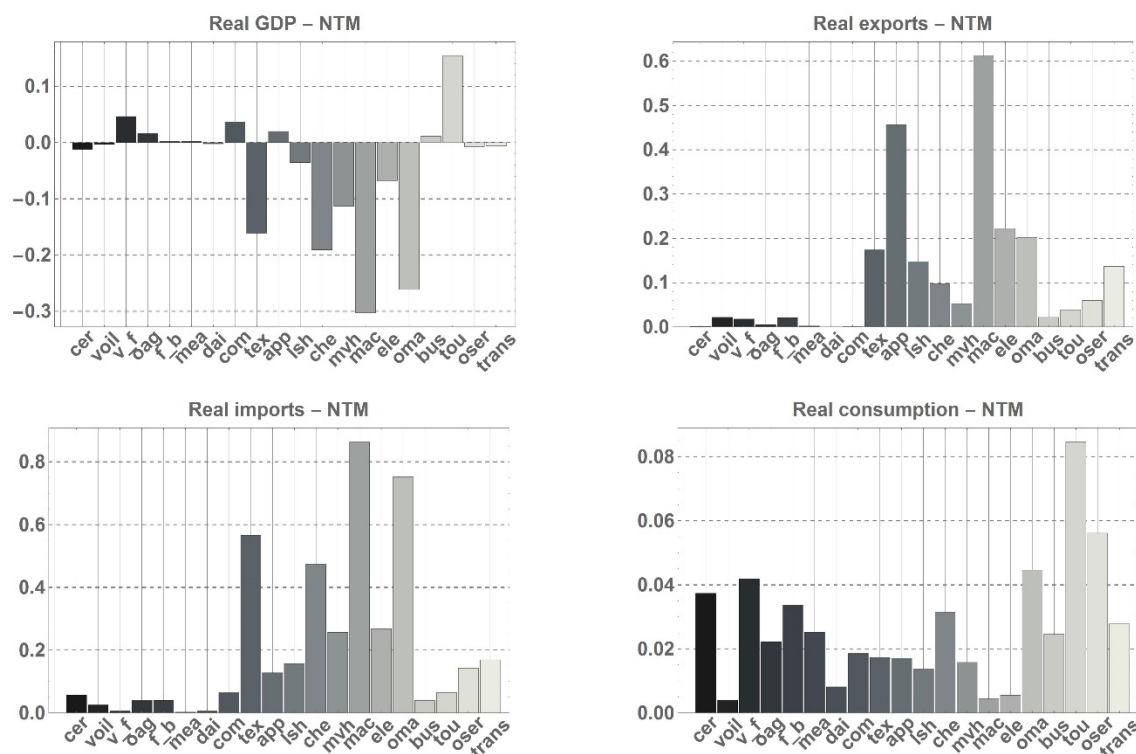 Real GDP – NTM
0.1
0.0
−0.1
−0.2
−0.3
cer voil v_f oag f_b mea dai com tex app lsh che mvh mac ele oma bus tou oser trans
Real exports – NTM
0.6
0.5
0.4
0.3
0.2
0.1
0.0
cer voil v_f oag f_b mea dai com tex app lsh che mvh mac ele oma bus tou oser trans
Real imports – NTM
0.8
0.6
0.4
0.2
0.0
cer voil v_f oag f_b mea dai com tex app lsh che mvh mac ele oma bus tou oser trans
Real consumption – NTM
0.08
0.06
0.04
0.02
0.00
cer voil v_f oag f_b mea dai com tex app lsh che mvh mac ele oma bus tou oser trans